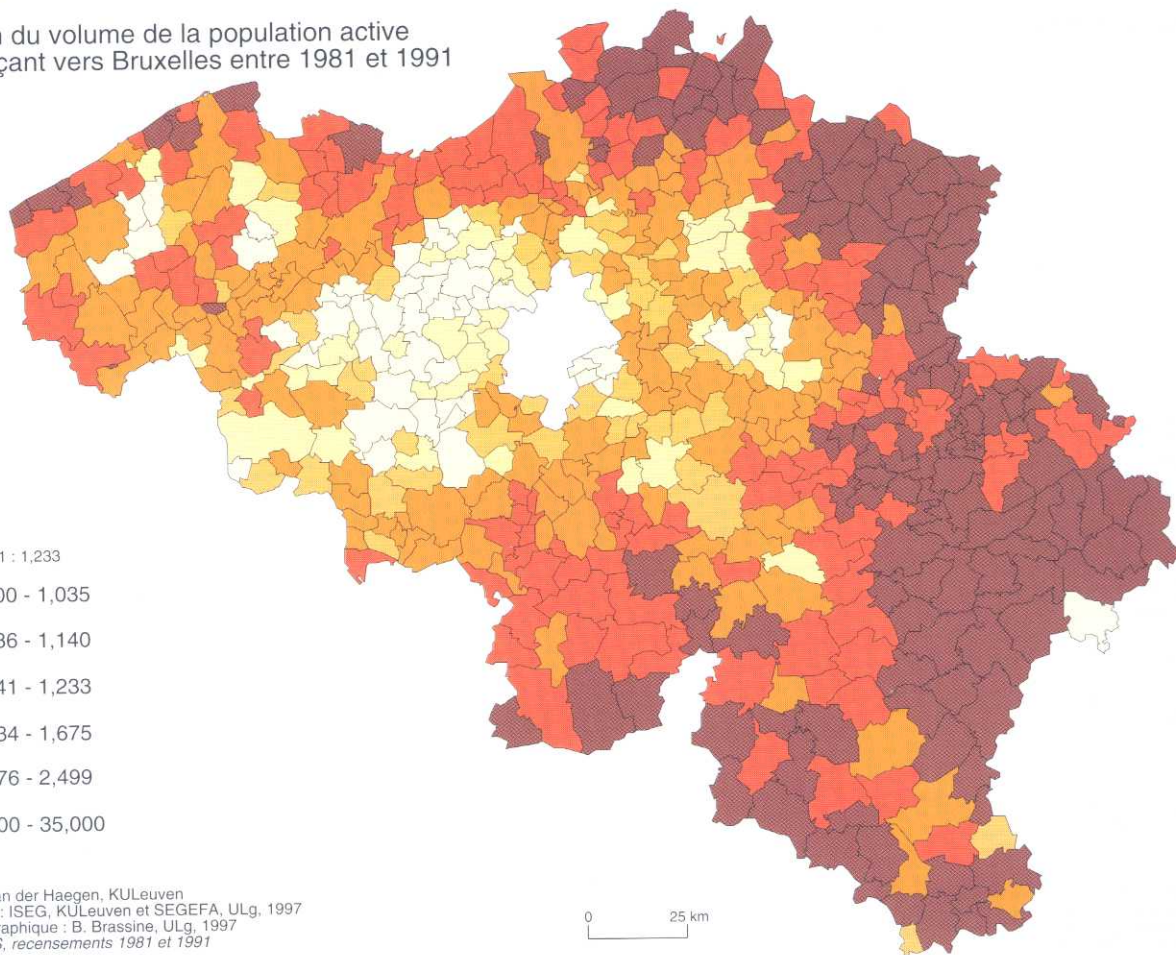 du volume de la population active
çant vers Bruxelles entre 1981 et 1991
1 : 1,233
00 - 1,035
36 - 1,140
41 - 1,233
34 - 1,675
76 - 2,499
00 - 35,000
an der Haegen, KULeuven
: ISEG, KULeuven et SEGEFA, ULg, 1997
raphique : B. Brassine, ULg, 1997
S, recensements 1981 et 1991
0 25 km